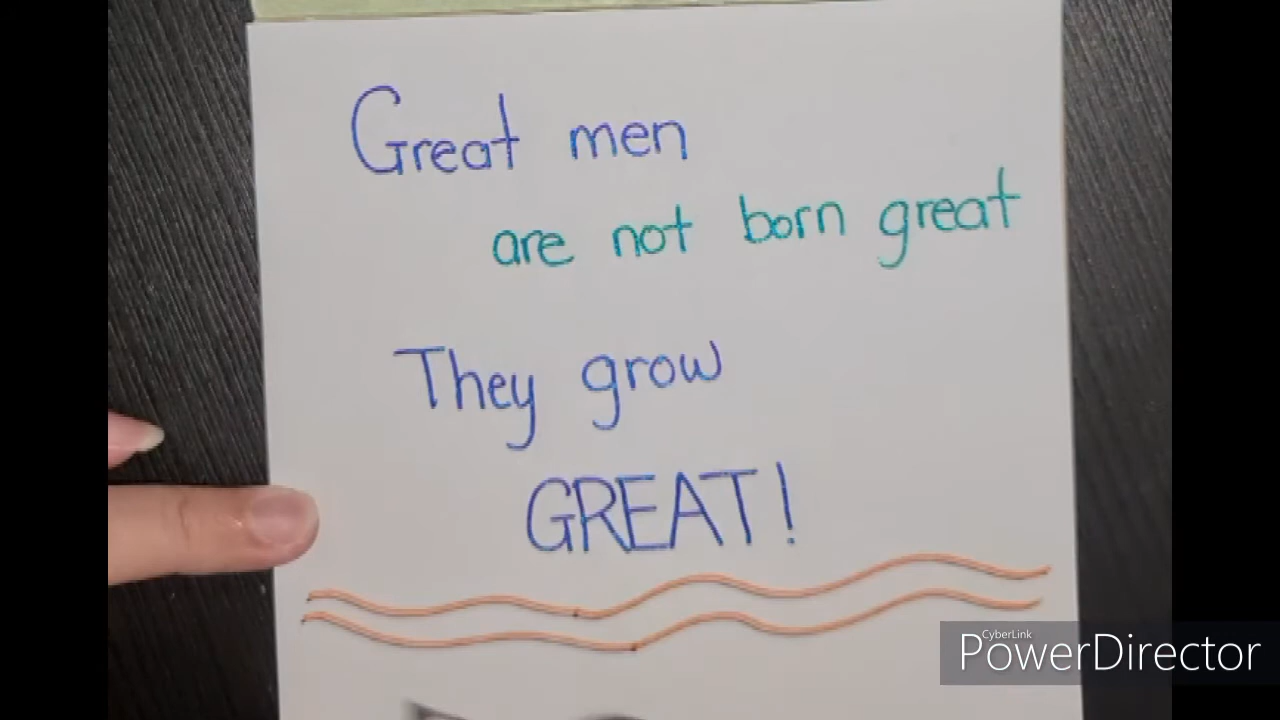 Great men
are not born great
They grow
GREAT!
CyberLink
PowerDirector